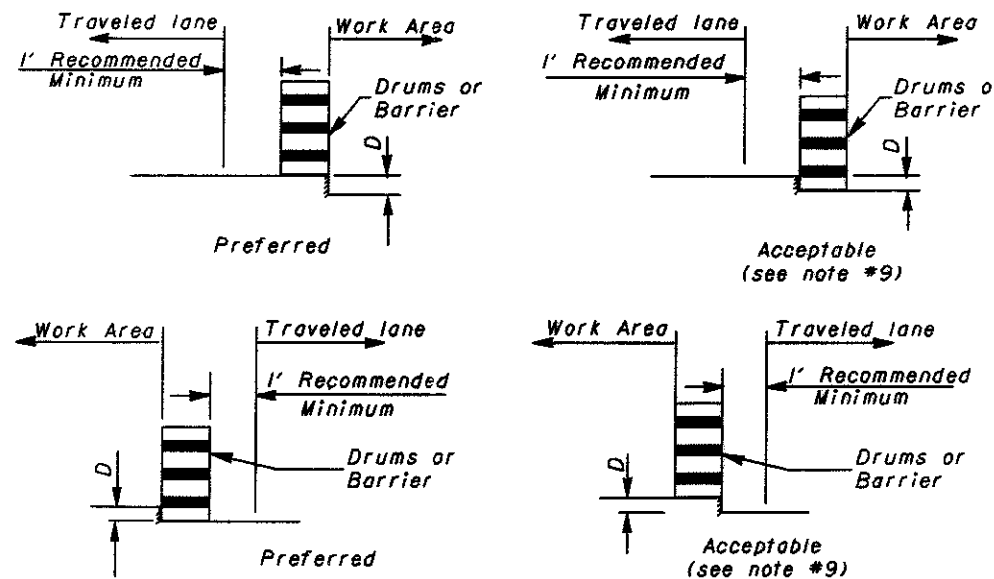 Traveled lane
Work Area
1' Recommended
Minimum
Drums or
Barrier
D
Preferred
Traveled lane
Work Area
1' Recommended
Minimum
Drums o
Barrier
D
Acceptable
(see note #9)
Work Area
Traveled lane
1' Recommended
Minimum
Drums or
Barrier
D
Preferred
Work Area
Traveled lane
1' Recommended
Minimum
Drums or
Barrier
D
Acceptable
(see note #9)